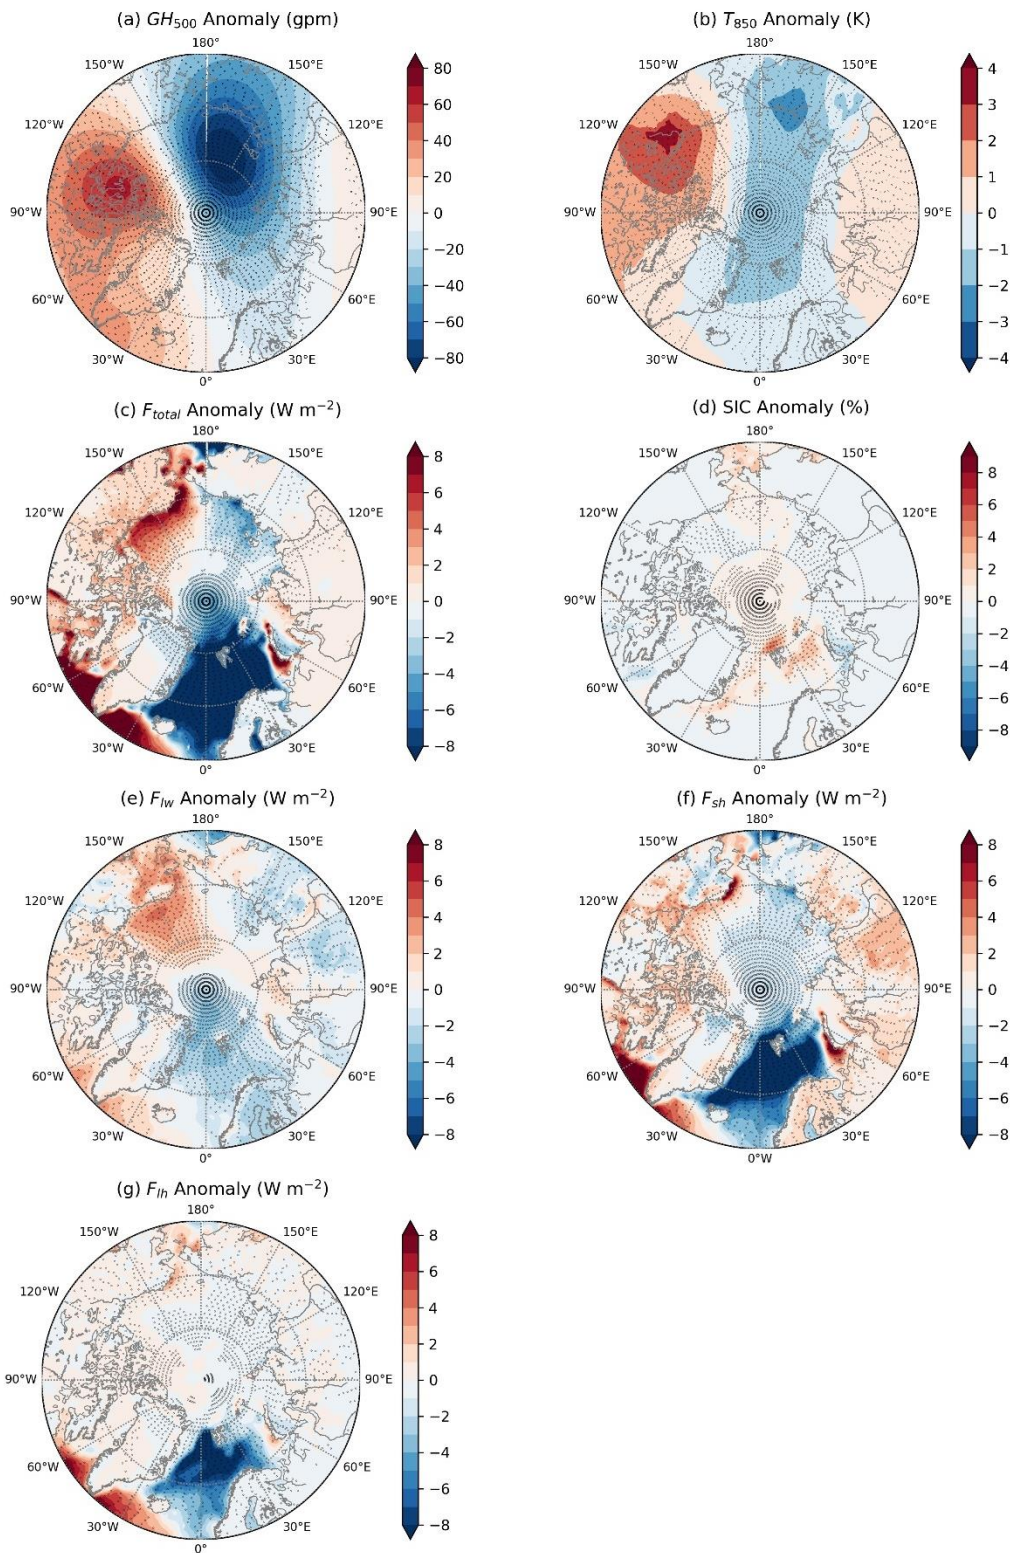 (a) GH500 Anomaly (gpm)
180°
150°W
150°E
120°W
120°E
90°W
90°E
60°W
60°E
30°W
30°E
0°
80
60
40
20
0
−20
−40
−60
−80
(b) T850 Anomaly (K)
180°
150°W
150°E
120°W
120°E
90°W
90°E
60°W
60°E
30°W
30°E
0°
4
3
2
1
0
−1
−2
−3
−4
(c) Ftotal Anomaly (W m−2)
180°
150°W
150°E
120°W
120°E
90°W
90°E
60°W
60°E
30°W
30°E
0°
8
6
4
2
0
−2
−4
−6
−8
(d) SIC Anomaly (%)
180°
150°W
150°E
120°W
120°E
90°W
90°E
60°W
60°E
30°W
30°E
0°
8
6
4
2
0
−2
−4
−6
−8
(e) Flw Anomaly (W m−2)
180°
150°W
150°E
120°W
120°E
90°W
90°E
60°W
60°E
30°W
30°E
0°
8
6
4
2
0
−2
−4
−6
−8
(f) Fsh Anomaly (W m−2)
180°
150°W
150°E
120°W
120°E
90°W
90°E
60°W
60°E
30°W
30°E
0°W
8
6
4
2
0
−2
−4
−6
−8
(g) Flh Anomaly (W m−2)
180°
150°W
150°E
120°W
120°E
90°W
90°E
60°W
60°E
30°W
30°E
0°
8
6
4
2
0
−2
−4
−6
−8